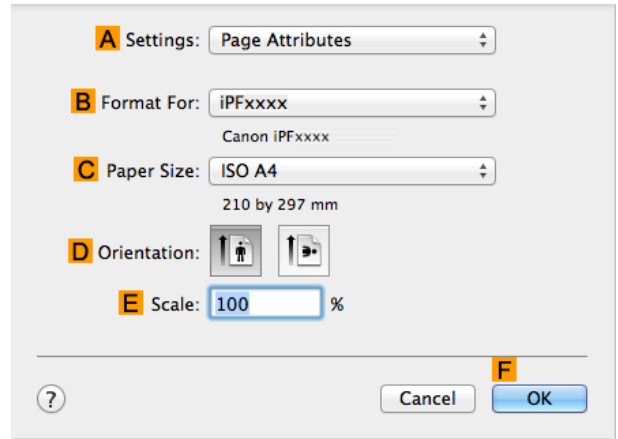 A Settings: Page Attributes
B Format For: iPFxxxx
Canon iPFxxxx
C Paper Size: ISO A4
210 by 297 mm
D Orientation:
E Scale: 100 %
F
? Cancel OK